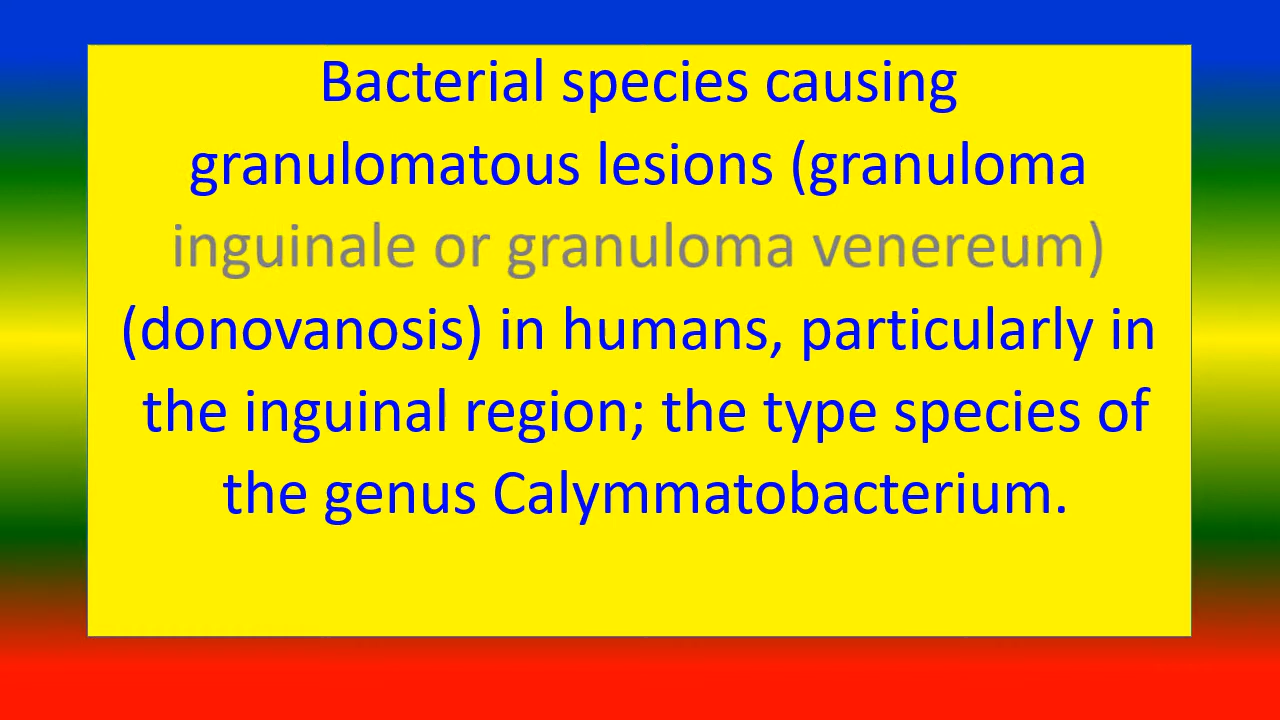 Bacterial species causing
granulomatous lesions (granuloma
inguinale or granuloma venereum)
(donovanosis) in humans, particularly in
the inguinal region; the type species of
the genus Calymmatobacterium.